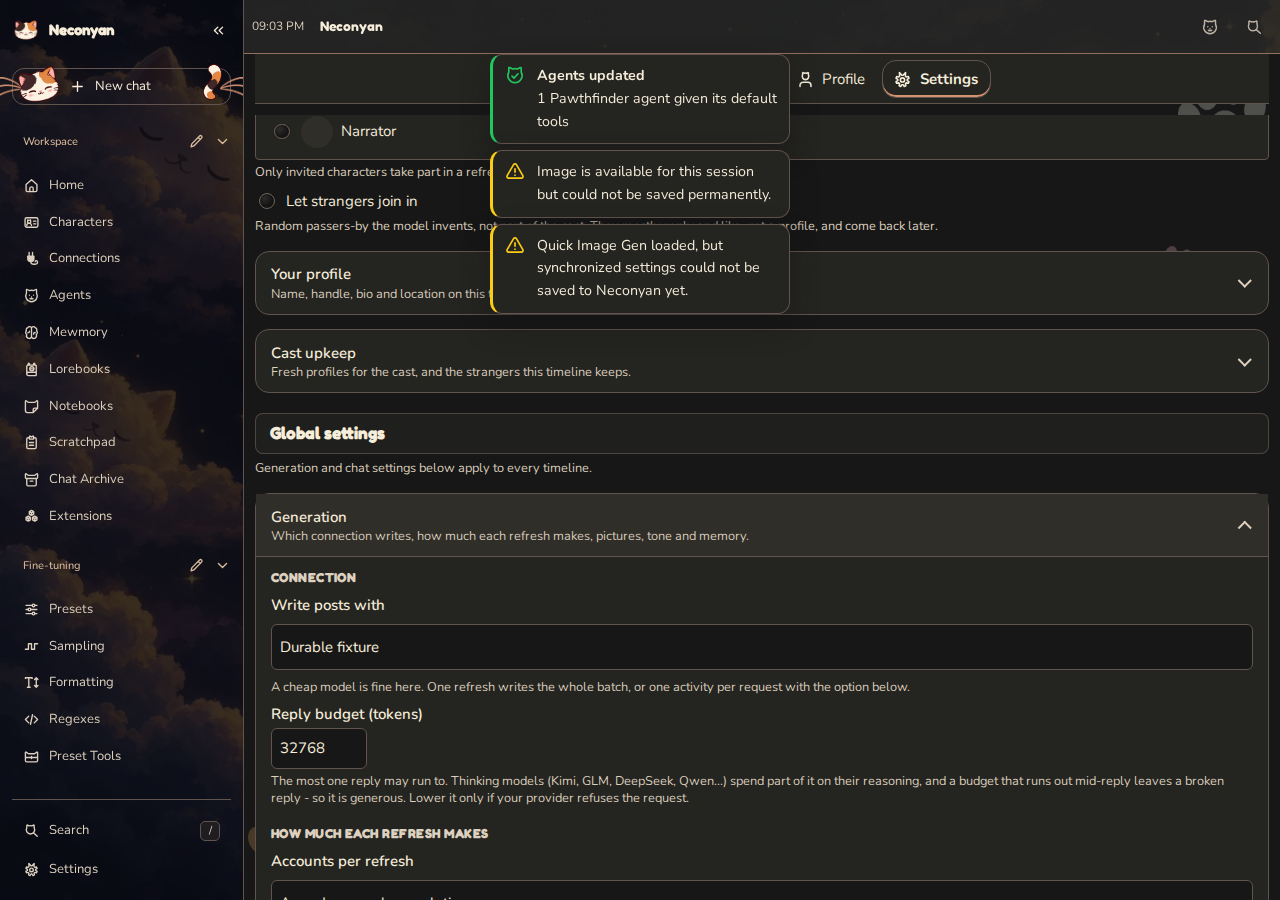 Neconyan
New chat
Workspace
Home
Characters
Connections
Agents
Mewmory
Lorebooks
Notebooks
Scratchpad
Chat Archive
Extensions
Fine-tuning
Presets
Sampling
Formatting
Regexes
Preset Tools
Search /
Settings
09:03 PM Neconyan
Profile Settings
Agents updated
1 Pawthfinder agent given its default
tools
Image is available for this session
but could not be saved permanently.
Quick Image Gen loaded, but
synchronized settings could not be
saved to Neconyan yet.
Narrator
Only invited characters take part in a
Let strangers join in
Random passers-by the model invents, and come back later.
Your profile
Name, handle, bio and location on this
Cast upkeep
Fresh profiles for the cast, and the strangers this timeline keeps.
Global settings
Generation and chat settings below apply to every timeline.
Generation
Which connection writes, how much each refresh makes, pictures, tone and memory.
CONNECTION
Write posts with
Durable fixture
A cheap model is fine here. One refresh writes the whole batch, or one activity per request with the option below.
Reply budget (tokens)
32768
The most one reply may run to. Thinking models (Kimi, GLM, DeepSeek, Qwen...) spend part of it on their reasoning, and a budget that runs out mid-reply leaves a broken
reply - so it is generous. Lower it only if your provider refuses the request.
HOW MUCH EACH REFRESH MAKES
Accounts per refresh